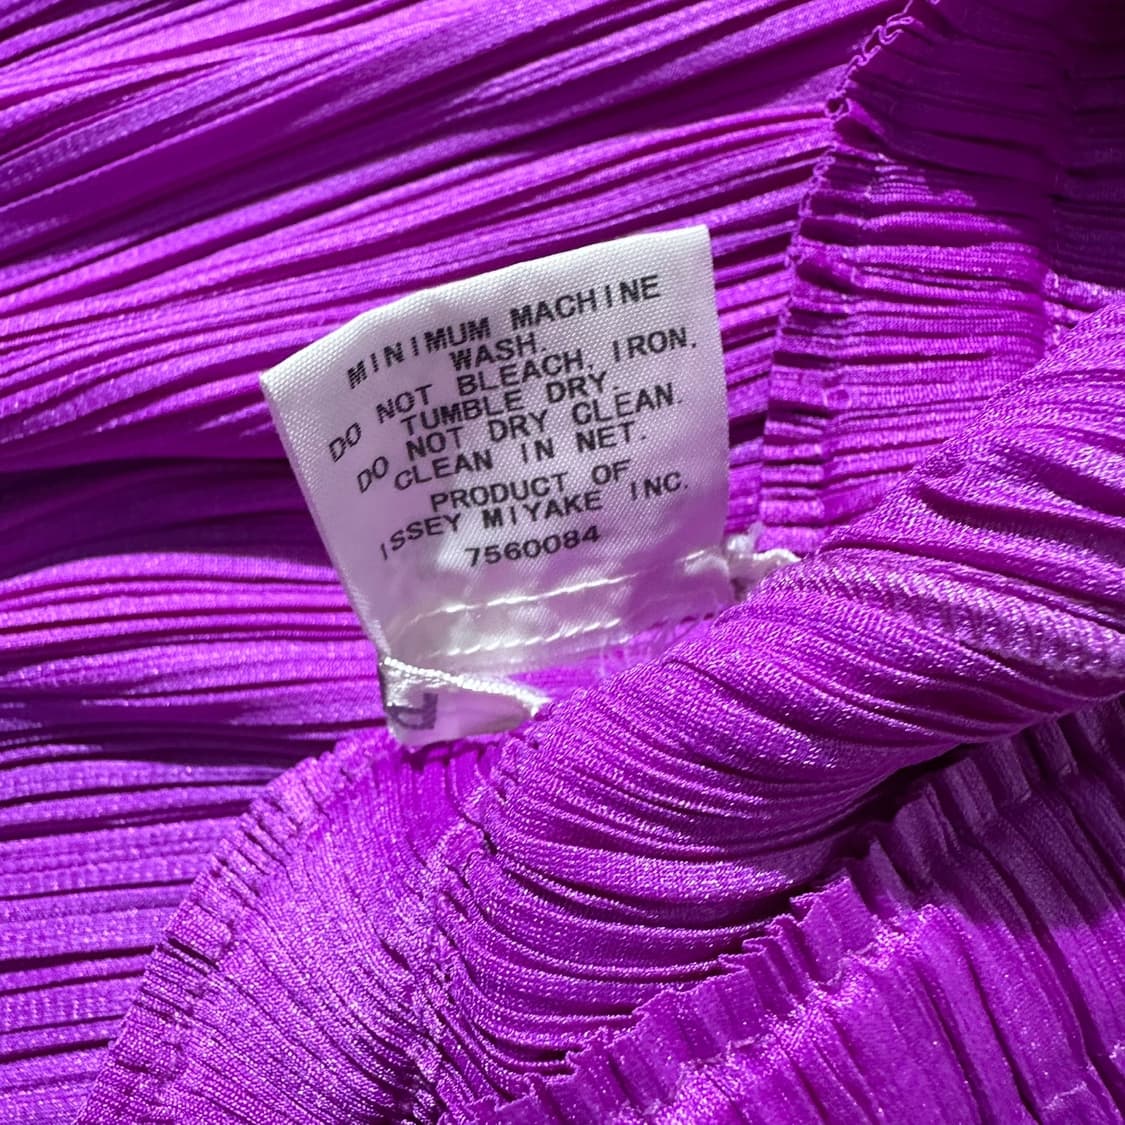 MINIMUM MACHINE
WASH.
DO NOT BLEACH, IRON.
TUMBLE DRY.
DO NOT DRY CLEAN.
CLEAN IN NET.
PRODUCT OF
ISSEY MIYAKE INC.
7560084